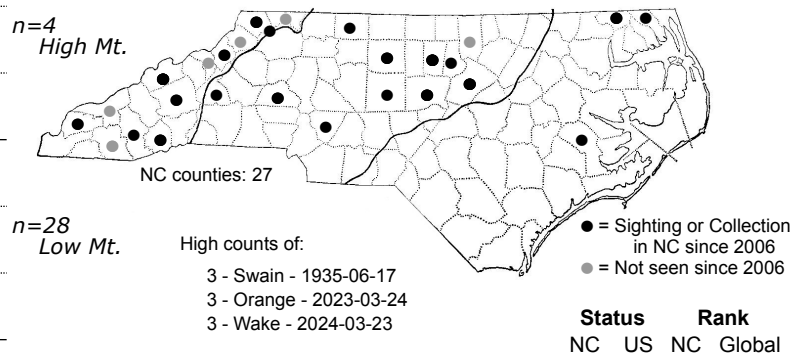 n=4
High Mt.
NC counties: 27
n=28
Low Mt.
High counts of:
3 - Swain - 1935-06-17
3 - Orange - 2023-03-24
3 - Wake - 2024-03-23
= Sighting or Collection
in NC since 2006
= Not seen since 2006
Status Rank
NC US NC Global